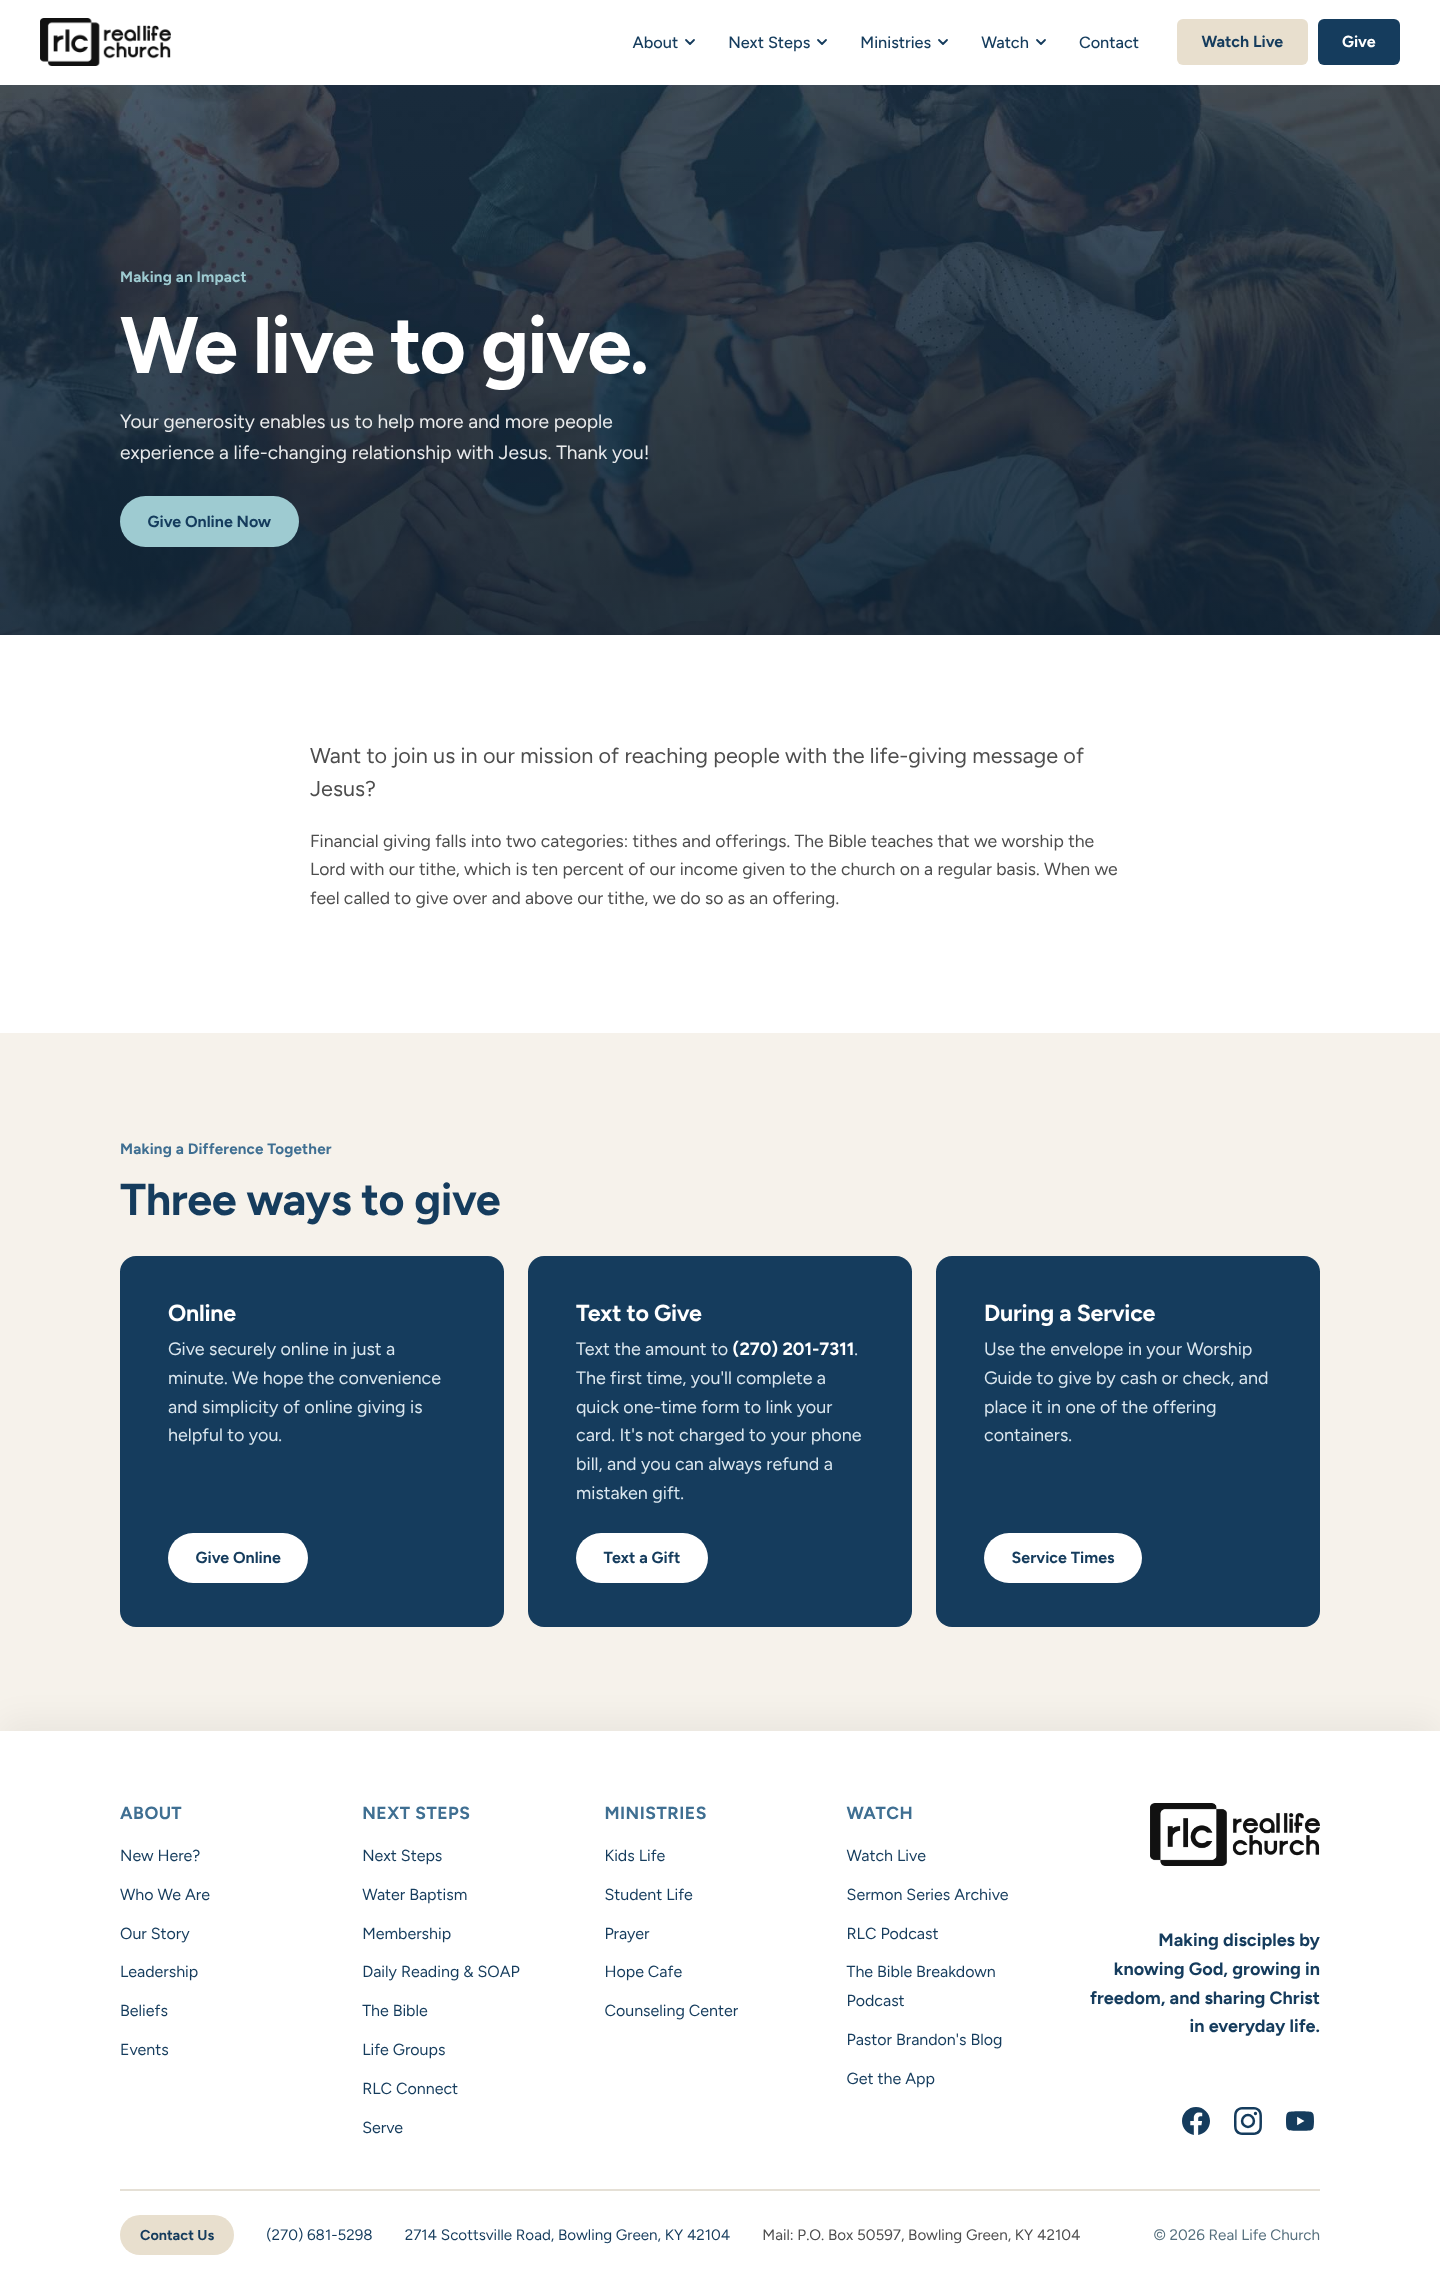 rlc reallife church
About
Next Steps
Ministries
Watch
Contact
Watch Live
Give
Making an Impact
We live to give.
Your generosity enables us to help more and more people
experience a life-changing relationship with Jesus. Thank you!
Give Online Now
Want to join us in our mission of reaching people with the life-giving message of
Jesus?
Financial giving falls into two categories: tithes and offerings. The Bible teaches that we worship the
Lord with our tithe, which is ten percent of our income given to the church on a regular basis. When we
feel called to give over and above our tithe, we do so as an offering.
Making a Difference Together
Three ways to give
Online
Give securely online in just a
minute. We hope the convenience
and simplicity of online giving is
helpful to you.
Give Online
Text to Give
Text the amount to (270) 201-7311.
The first time, you'll complete a
quick one-time form to link your
card. It's not charged to your phone
bill, and you can always refund a
mistaken gift.
Text a Gift
During a Service
Use the envelope in your Worship
Guide to give by cash or check, and
place it in one of the offering
containers.
Service Times
ABOUT
New Here?
Who We Are
Our Story
Leadership
Beliefs
Events
NEXT STEPS
Next Steps
Water Baptism
Membership
Daily Reading & SOAP
The Bible
Life Groups
RLC Connect
Serve
MINISTRIES
Kids Life
Student Life
Prayer
Hope Cafe
Counseling Center
WATCH
Watch Live
Sermon Series Archive
RLC Podcast
The Bible Breakdown
Podcast
Pastor Brandon's Blog
Get the App
rlc reallife church
Making disciples by
knowing God, growing in
freedom, and sharing Christ
in everyday life.
Contact Us
(270) 681-5298
2714 Scottsville Road, Bowling Green, KY 42104
Mail: P.O. Box 50597, Bowling Green, KY 42104
© 2026 Real Life Church